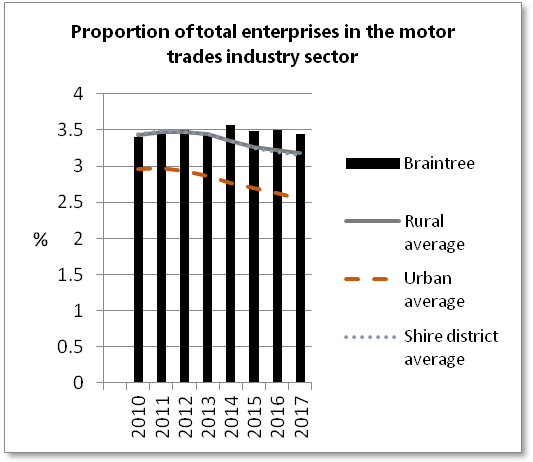 Proportion of total enterprises in the motor
trades industry sector
4
3.5
3
2.5
2
1.5
1
0.5
0
%
2010
2011
2012
2013
2014
2015
2016
2017
Braintree
Rural
average
Urban
average
Shire district
average